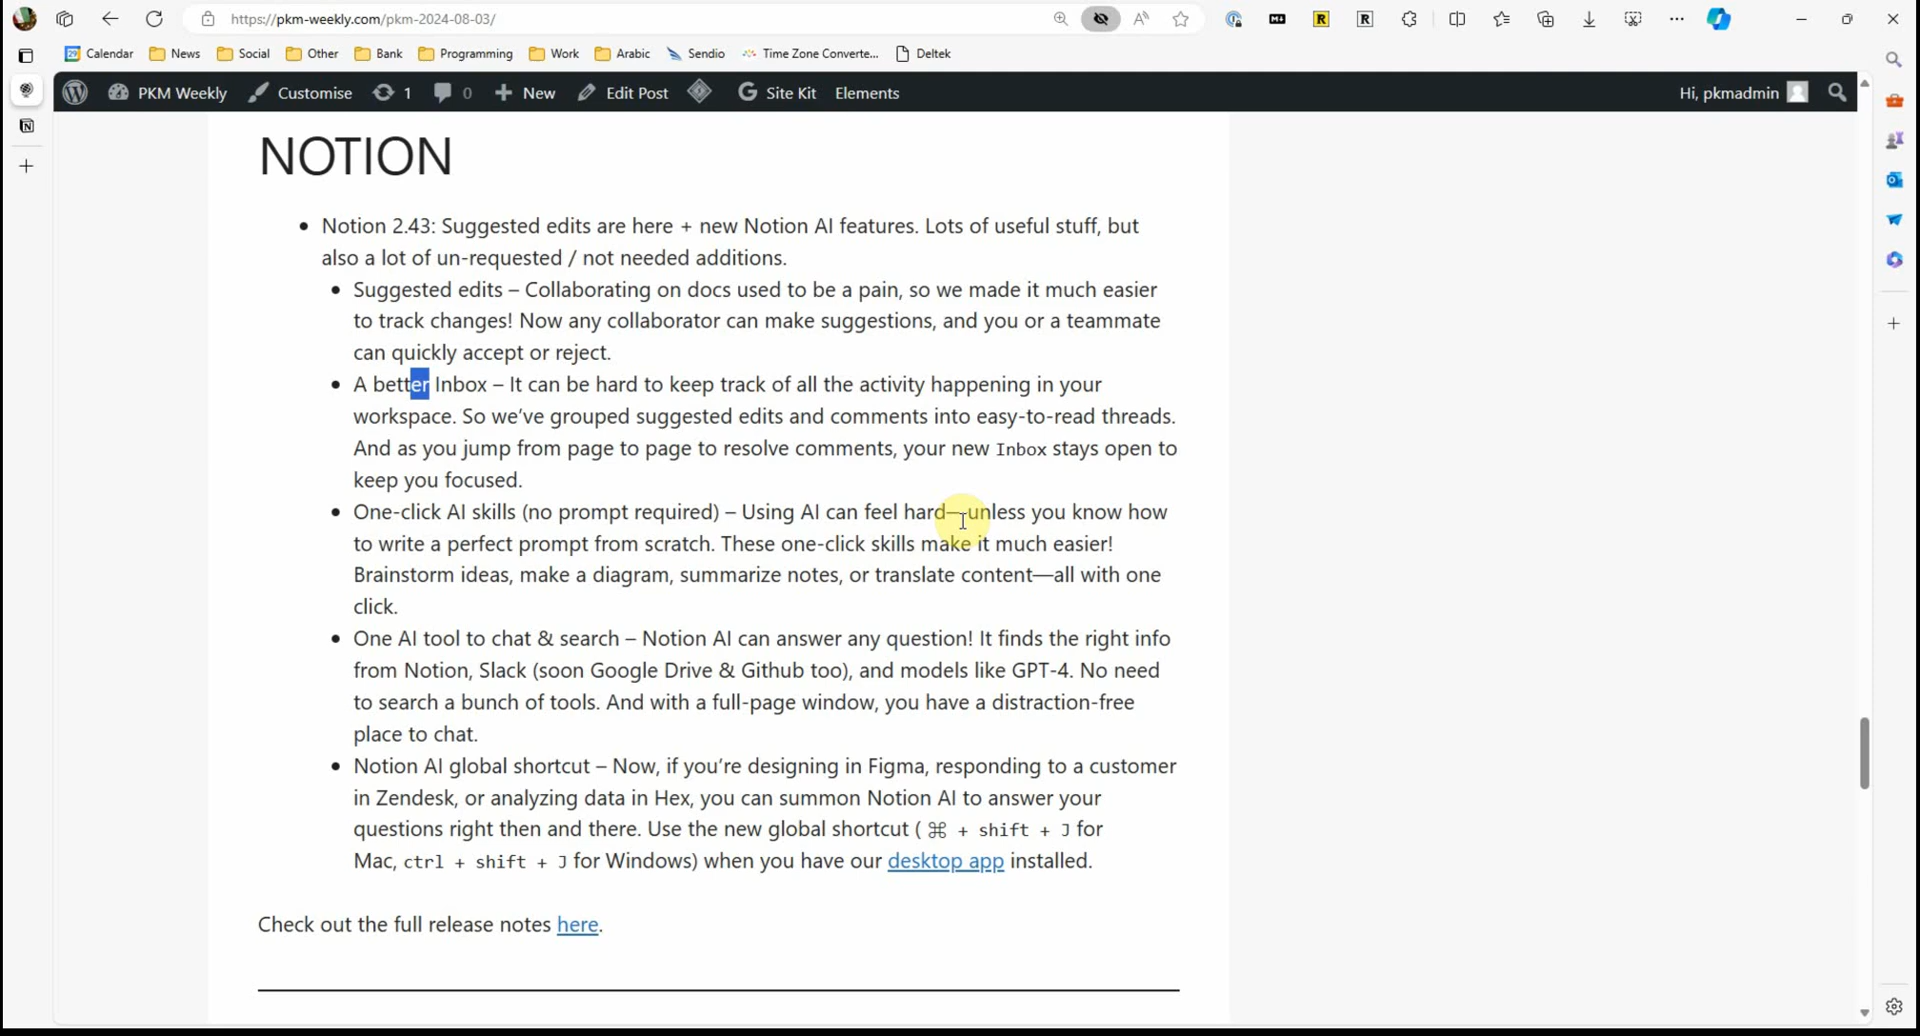 https://pkm-weekly.com/pkm-2024-08-03/
Calendar News Social Other Bank Programming Work Arabic Sendio Time Zone Converte... Deltek
PKM Weekly Customise 1 0 New Edit Post Site Kit Elements Hi, pkmadmin
NOTION
• Notion 2.43: Suggested edits are here + new Notion AI features. Lots of useful stuff, but
also a lot of un-requested / not needed additions.
• Suggested edits – Collaborating on docs used to be a pain, so we made it much easier
to track changes! Now any collaborator can make suggestions, and you or a teammate
can quickly accept or reject.
• A better Inbox – It can be hard to keep track of all the activity happening in your
workspace. So we’ve grouped suggested edits and comments into easy-to-read threads.
And as you jump from page to page to resolve comments, your new Inbox stays open to
keep you focused.
• One-click AI skills (no prompt required) – Using AI can feel hard—unless you know how
to write a perfect prompt from scratch. These one-click skills make it much easier!
Brainstorm ideas, make a diagram, summarize notes, or translate content—all with one
click.
• One AI tool to chat & search – Notion AI can answer any question! It finds the right info
from Notion, Slack (soon Google Drive & Github too), and models like GPT-4. No need
to search a bunch of tools. And with a full-page window, you have a distraction-free
place to chat.
• Notion AI global shortcut – Now, if you’re designing in Figma, responding to a customer
in Zendesk, or analyzing data in Hex, you can summon Notion AI to answer your
questions right then and there. Use the new global shortcut ( ⌘ + shift + J for
Mac, ctrl + shift + J for Windows) when you have our desktop app installed.
Check out the full release notes here.